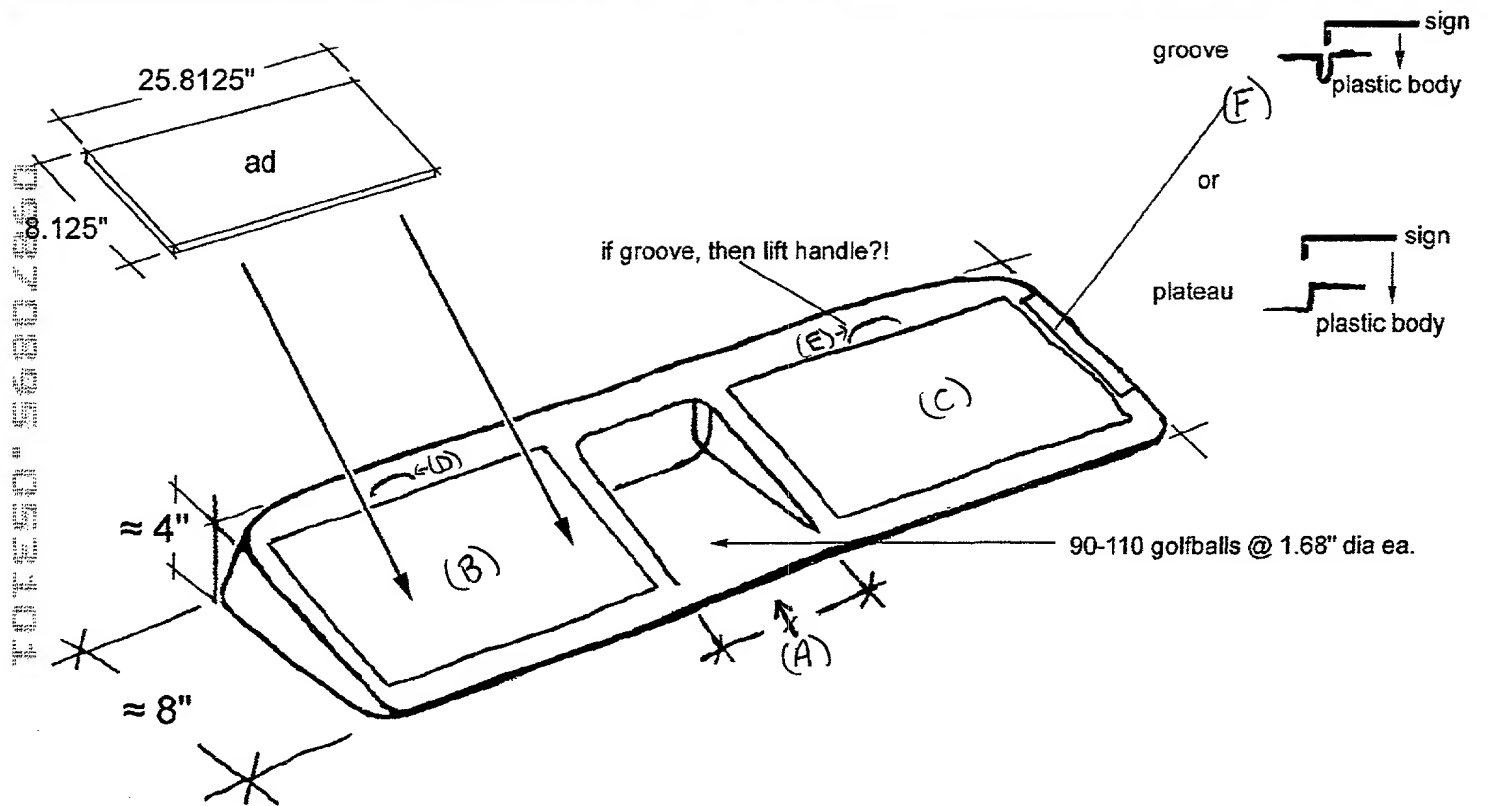 sign
groove
plastic body
25.8125"
(F)
ad
or
8.125"
sign
if groove, then lift handle?!
plateau
plastic body
(E)→
(C)
←(D)
≈ 4"
90-110 golfballs @ 1.68" dia ea.
(B)
x
(A)
≈ 8"